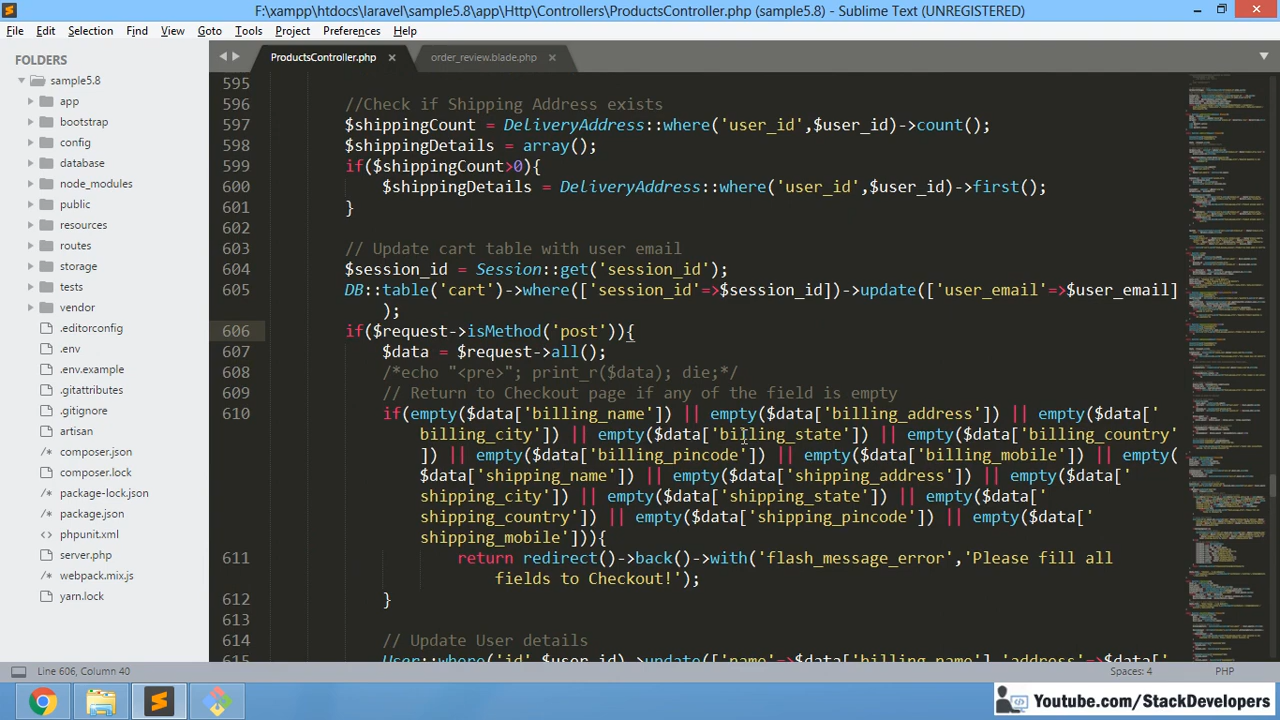 F:\xampp\htdocs\laravel\sample5.8\app\Http\Controllers\ProductsController.php (sample5.8) - Sublime Text (UNREGISTERED)
File Edit Selection Find View Goto Tools Project Preferences Help
FOLDERS
sample5.8
app
bootstrap
config
database
node_modules
public
resources
routes
storage
tests
vendor
.editorconfig
.env
.env.example
.gitattributes
.gitignore
artisan
composer.json
composer.lock
package-lock.json
package.json
phpunit.xml
server.php
webpack.mix.js
yarn.lock
ProductsController.php order_review.blade.php
595
596 //Check if Shipping Address exists
597 $shippingCount = DeliveryAddress::where('user_id',$user_id)->count();
598 $shippingDetails = array();
599 if($shippingCount>0){
600 $shippingDetails = DeliveryAddress::where('user_id',$user_id)->first();
601 }
602
603 // Update cart table with user email
604 $session_id = Session::get('session_id');
605 DB::table('cart')->where(['session_id'=>$session_id])->update(['user_email'=>$user_email]
);
606 if($request->isMethod('post')){
607 $data = $request->all();
608 /*echo "<pre>"; print_r($data); die;*/
609 // Return to Checkout page if any of the field is empty
610 if(empty($data['billing_name']) || empty($data['billing_address']) || empty($data['
billing_city']) || empty($data['billing_state']) || empty($data['billing_country'
]) || empty($data['billing_pincode']) || empty($data['billing_mobile']) || empty(
$data['shipping_name']) || empty($data['shipping_address']) || empty($data['
shipping_city']) || empty($data['shipping_state']) || empty($data['
shipping_country']) || empty($data['shipping_pincode']) || empty($data['
shipping_mobile'])){
611 return redirect()->back()->with('flash_message_error','Please fill all
fields to Checkout!');
612 }
613
614 // Update User details
615 User::where('id',$user_id)->update(['name'=>$data['billing_name'],'address'=>$data['
Line 606, Column 40
Spaces: 4
PHP
Youtube.com/StackDevelopers